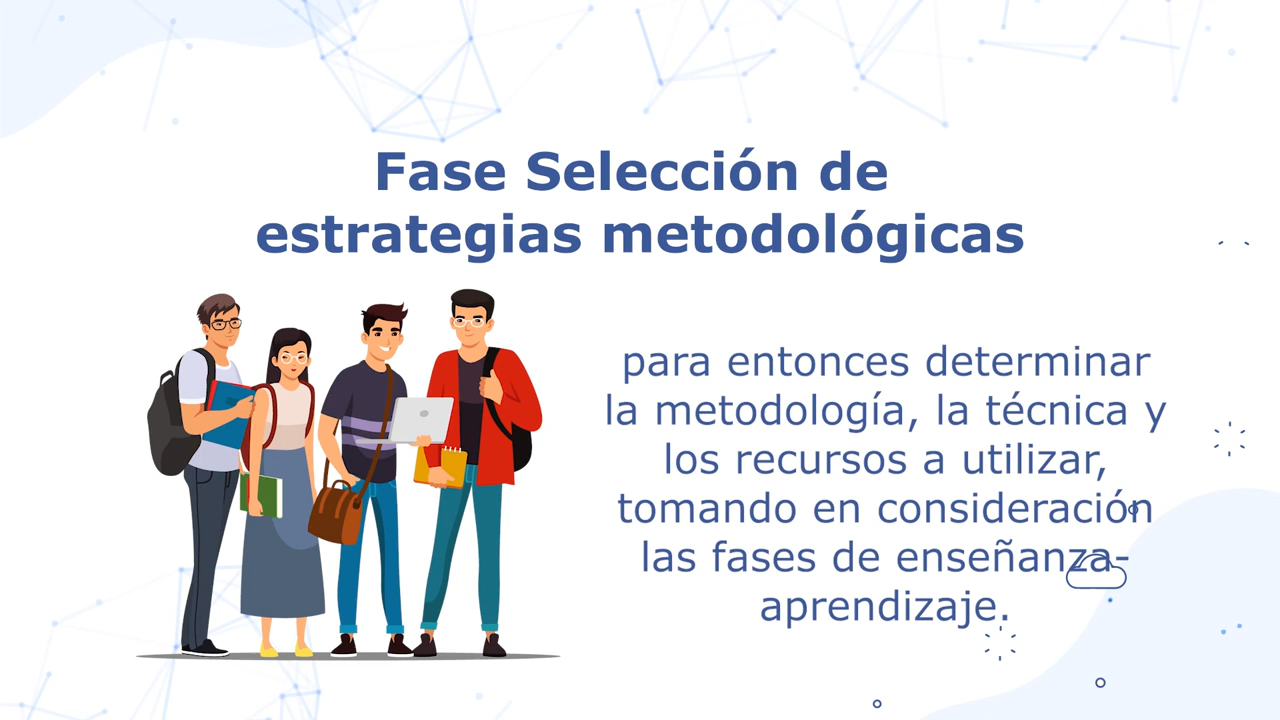 Fase Selección de
estrategias metodológicas
para entonces determinar
la metodología, la técnica y
los recursos a utilizar,
tomando en consideración
las fases de enseñanza-
aprendizaje.